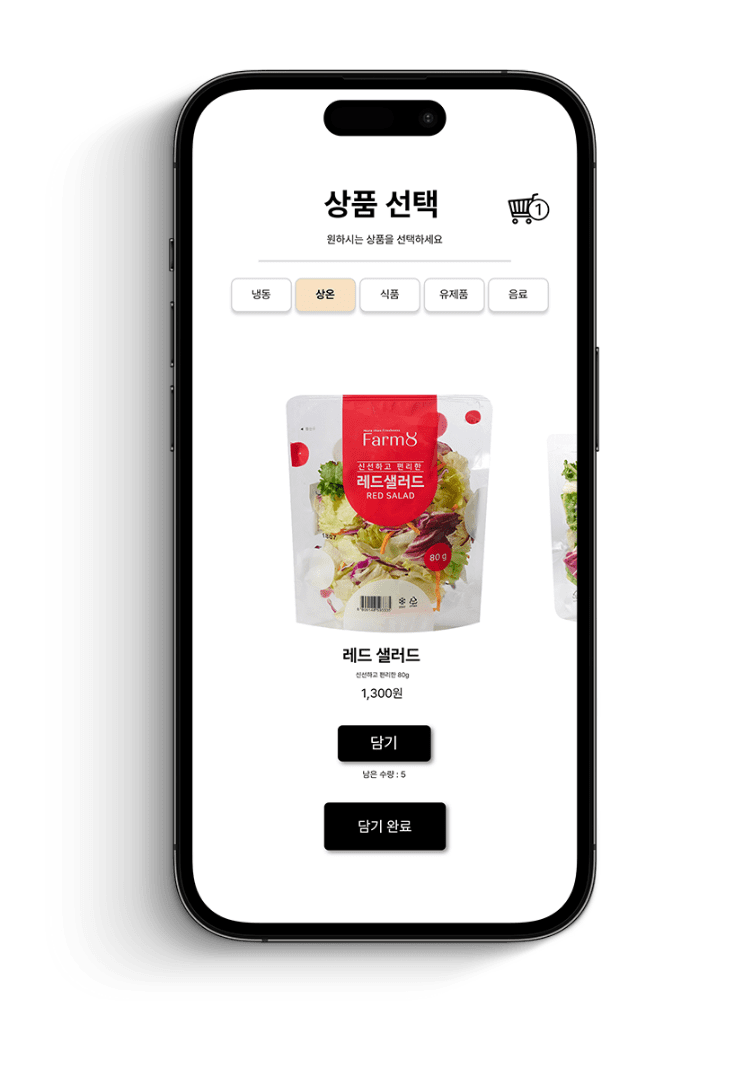 상품 선택
1
원하시는 상품을 선택하세요
냉동 상온 식품 유제품 음료
Farm8
신선하고 편리한
레드샐러드
RED SALAD
80 g
레드 샐러드
신선하고 편리한 80g
1,300원
담기
남은 수량 : 5
담기 완료